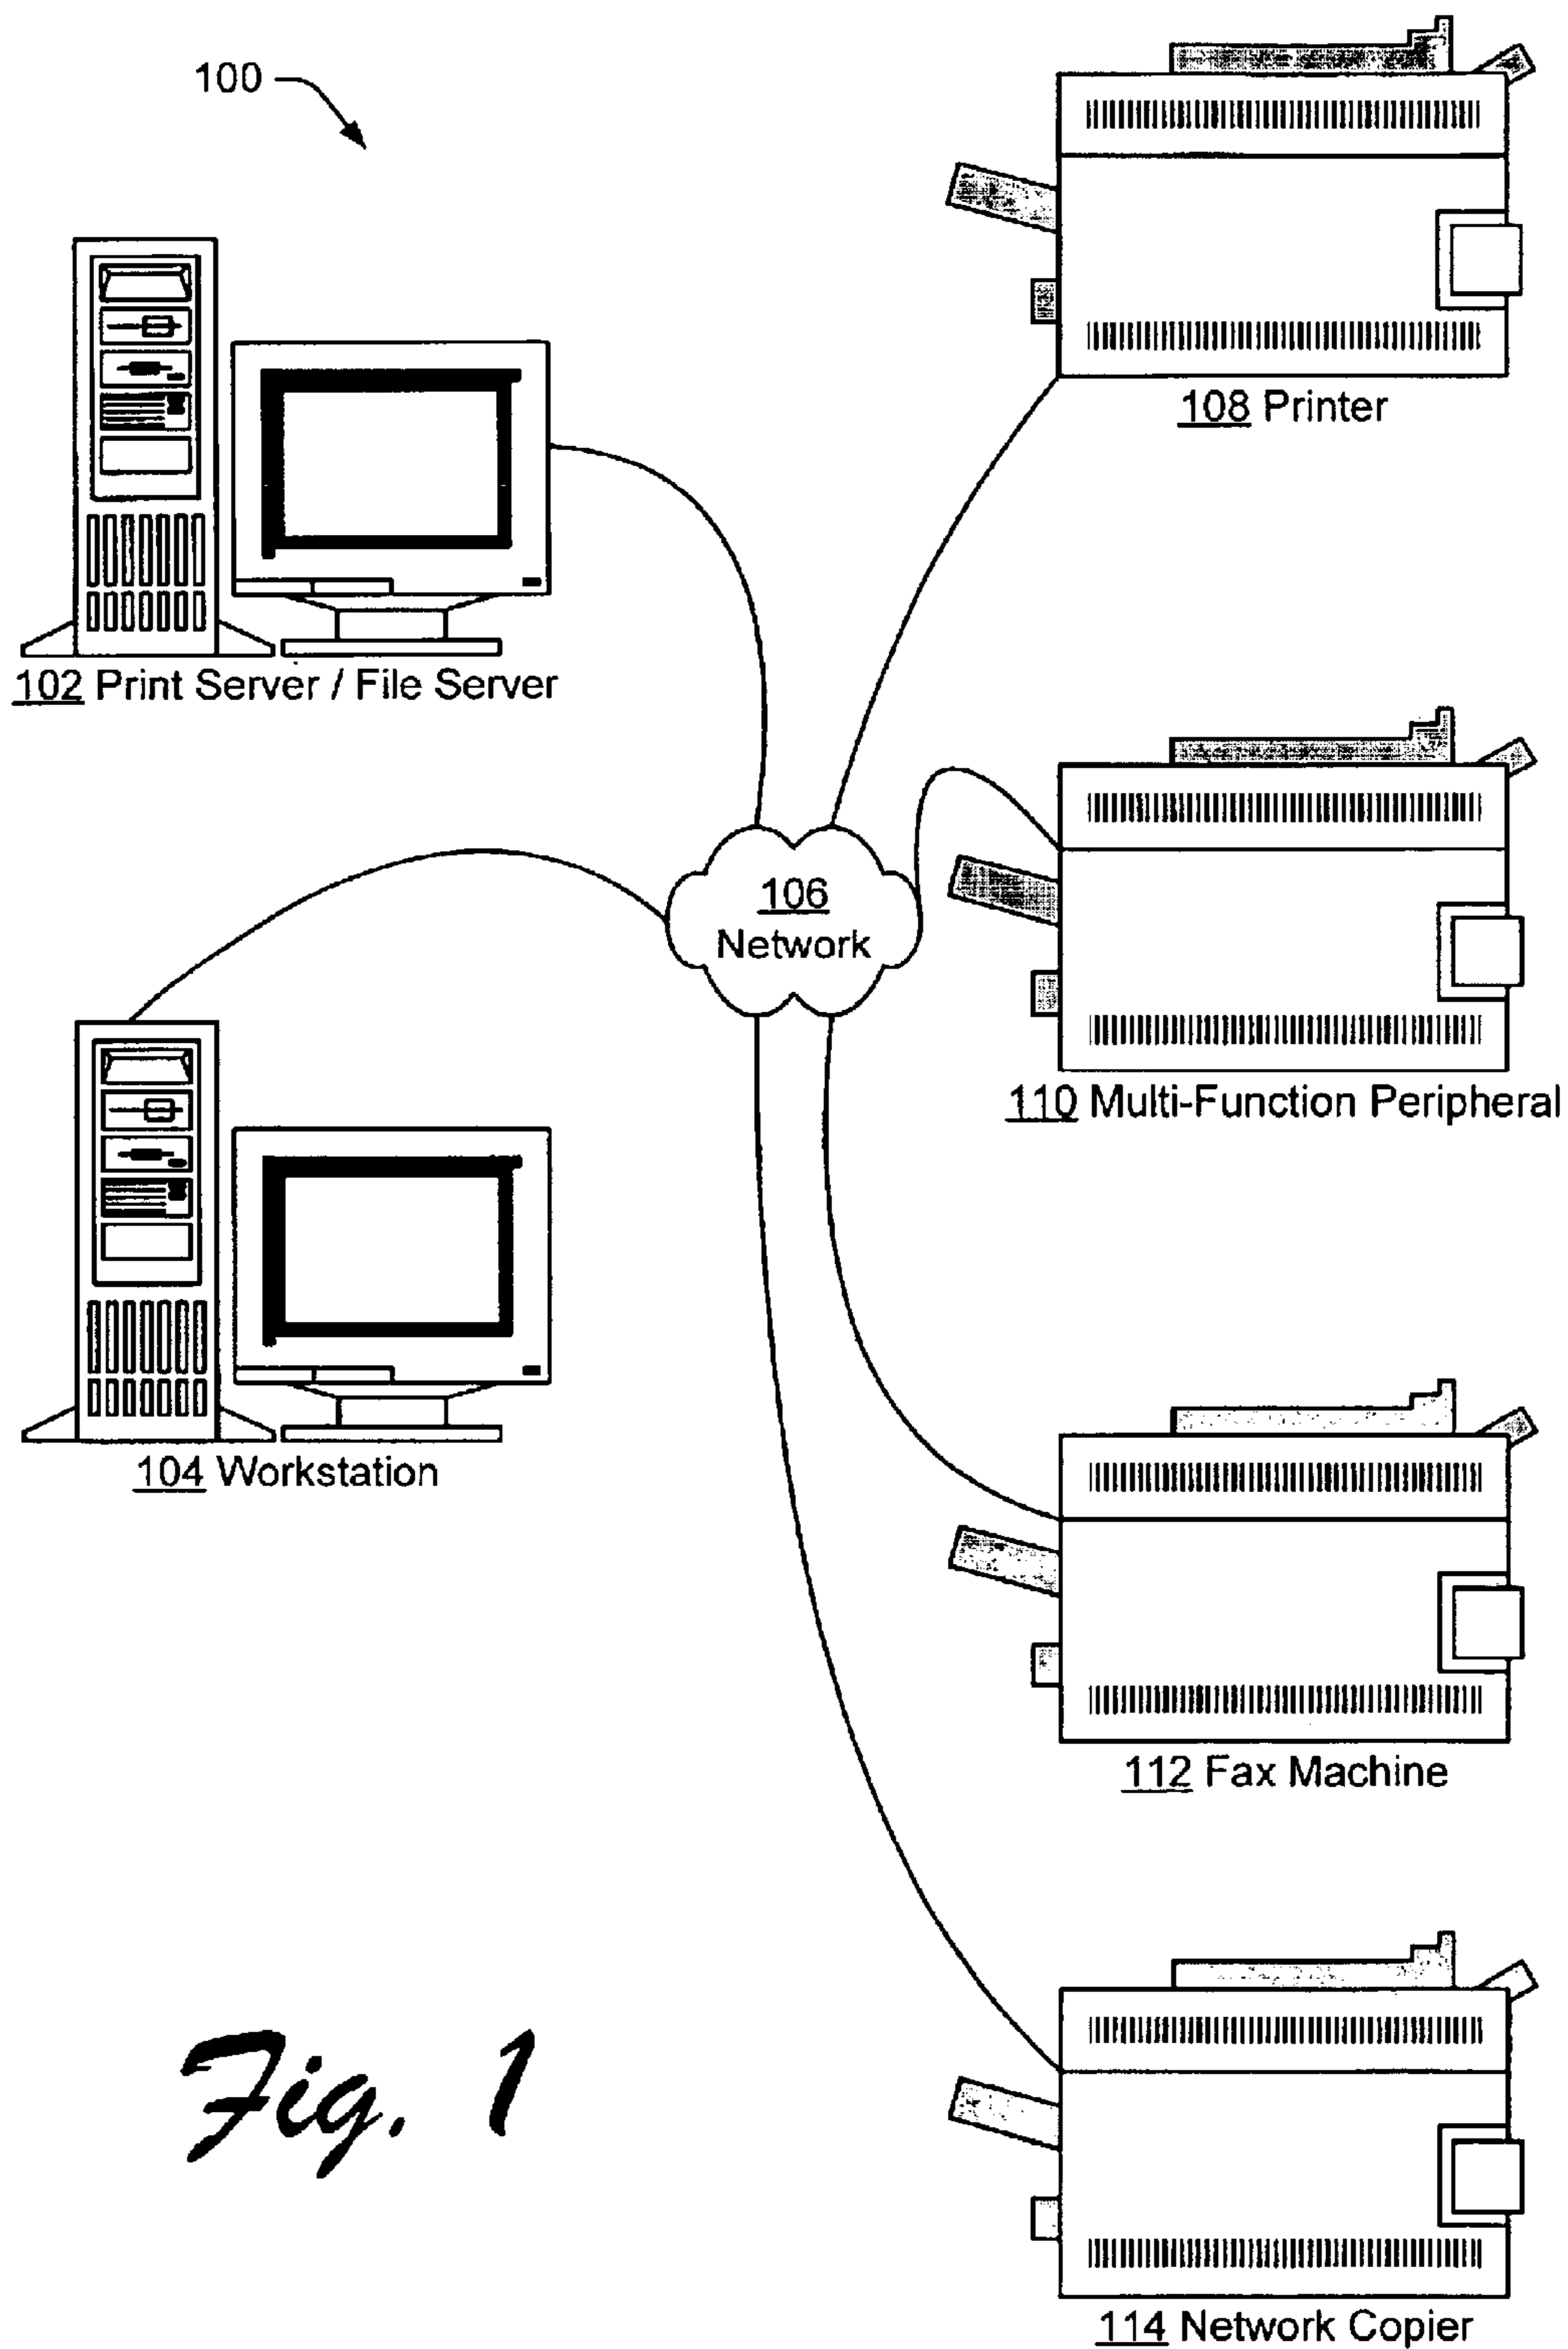 100
108 Printer
102 Print Server / File Server
106
Network
110 Multi-Function Peripheral
104 Workstation
112 Fax Machine
Fig. 1
114 Network Copier